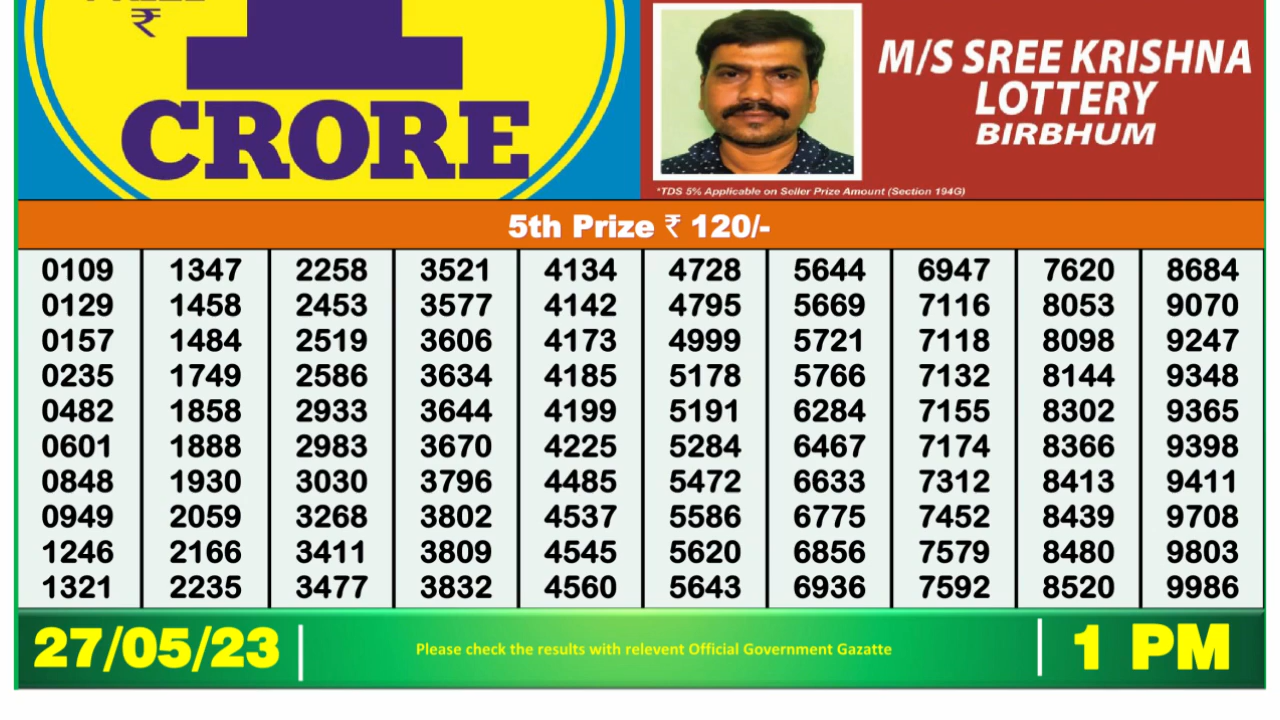 ₹
1
CRORE
M/S SREE KRISHNA
LOTTERY
BIRBHUM
*TDS 5% Applicable on Seller Prize Amount (Section 194G)
5th Prize ₹ 120/-
0109 1347 2258 3521 4134 4728 5644 6947 7620 8684
0129 1458 2453 3577 4142 4795 5669 7116 8053 9070
0157 1484 2519 3606 4173 4999 5721 7118 8098 9247
0235 1749 2586 3634 4185 5178 5766 7132 8144 9348
0482 1858 2933 3644 4199 5191 6284 7155 8302 9365
0601 1888 2983 3670 4225 5284 6467 7174 8366 9398
0848 1930 3030 3796 4485 5472 6633 7312 8413 9411
0949 2059 3268 3802 4537 5586 6775 7452 8439 9708
1246 2166 3411 3809 4545 5620 6856 7579 8480 9803
1321 2235 3477 3832 4560 5643 6936 7592 8520 9986
27/05/23 Please check the results with relevent Official Government Gazatte 1 PM